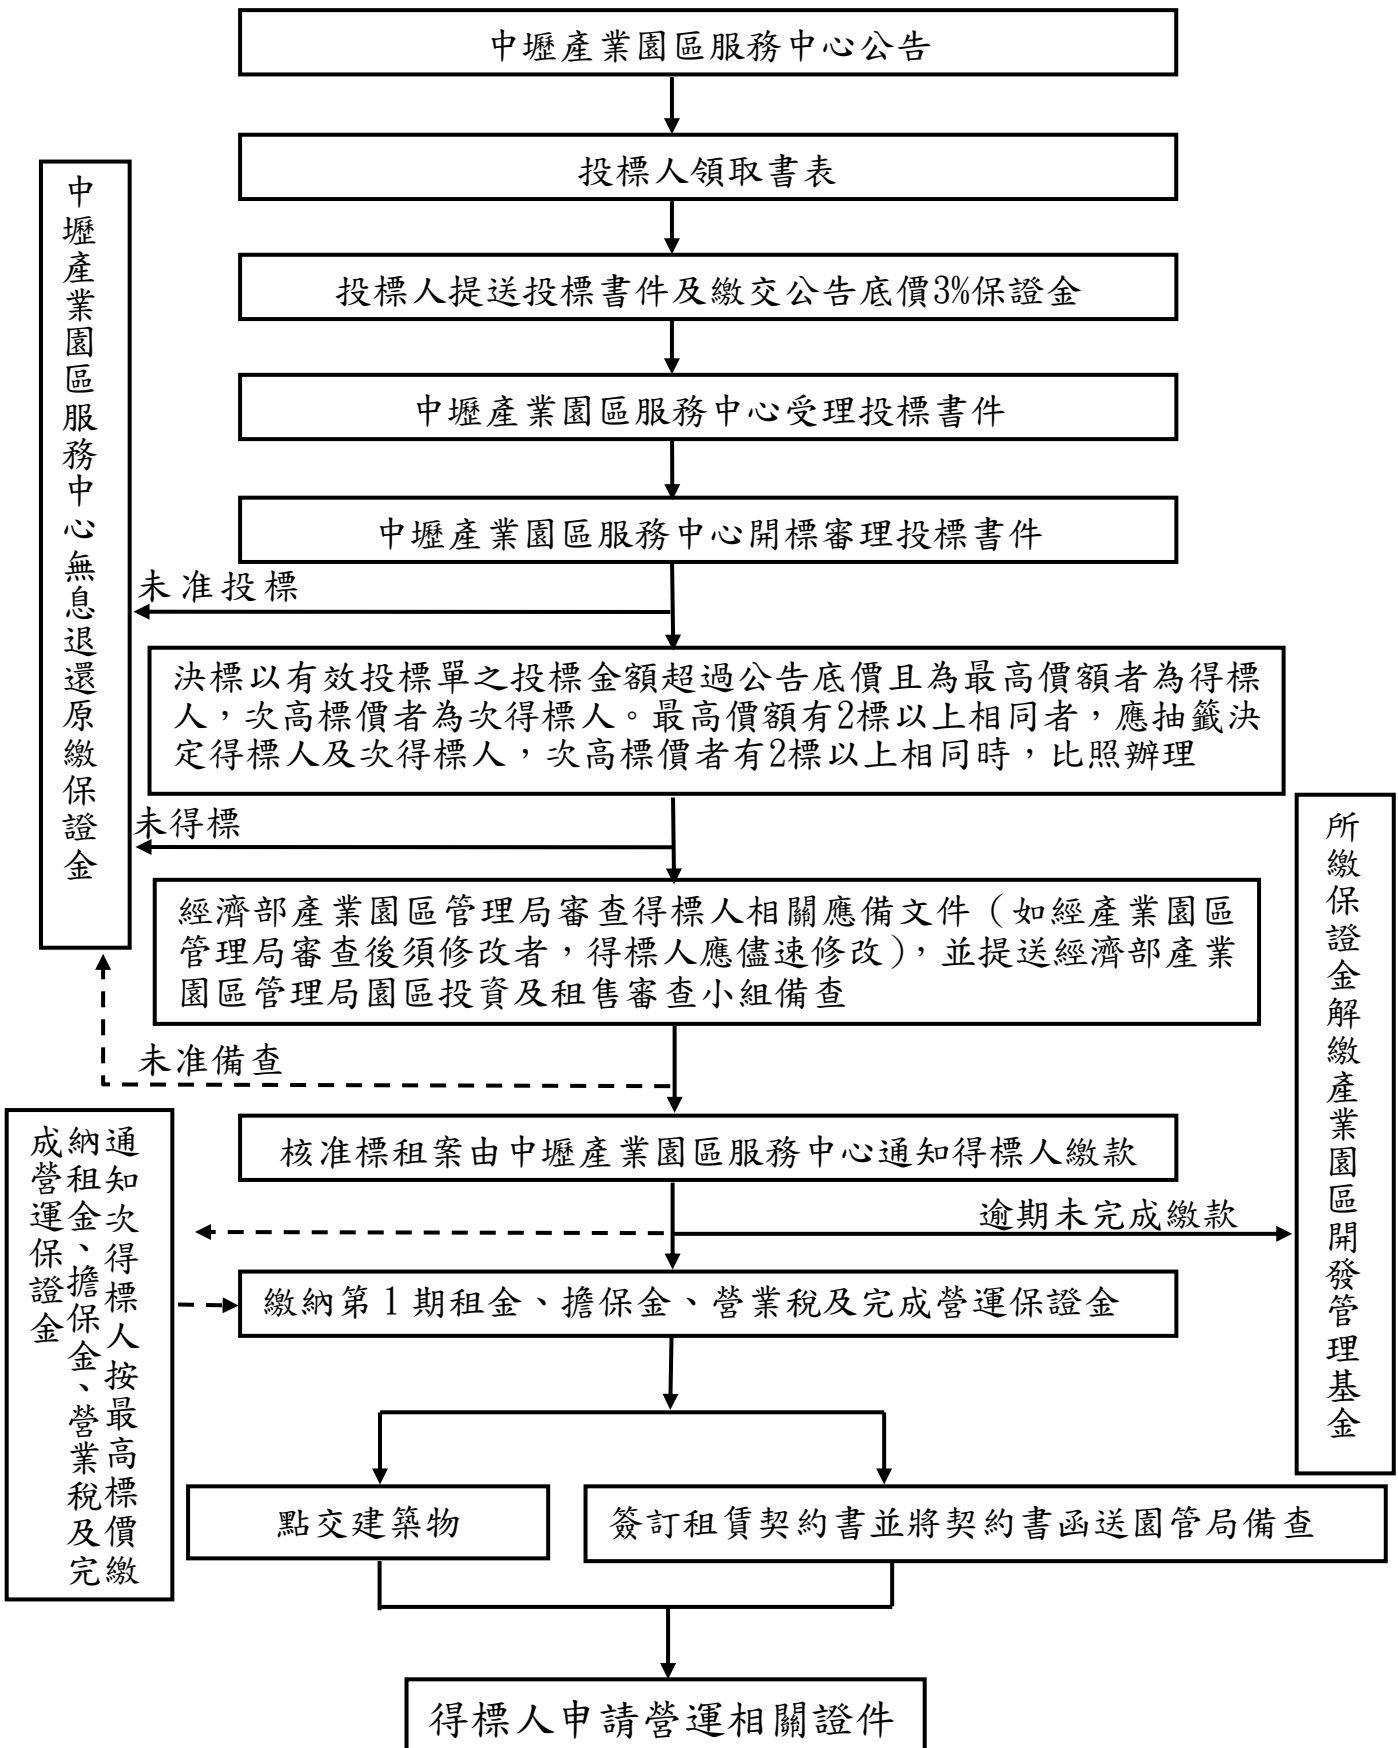 中壢產業園區服務中心公告
投標人領取書表
投標人提送投標書件及繳交公告底價3%保證金
中壢產業園區服務中心受理投標書件
中壢產業園區服務中心開標審理投標書件
未准投標
中壢產業園區服務中心無息退還原繳保證金
決標以有效投標單之投標金額超過公告底價且為最高價額者為得標
人，次高標價者為次得標人。最高價額有2標以上相同者，應抽籤決
定得標人及次得標人，次高標價者有2標以上相同時，比照辦理
未得標
經濟部產業園區管理局審查得標人相關應備文件（如經產業園區
管理局審查後須修改者，得標人應儘速修改），並提送經濟部產業
園區管理局園區投資及租售審查小組備查
未准備查
核准標租案由中壢產業園區服務中心通知得標人繳款
逾期未完成繳款
所繳保證金解繳產業園區開發管理基金
通知次得標人按最高標價繳
納租金、擔保金、營業稅及完
成營運保證金
繳納第1期租金、擔保金、營業稅及完成營運保證金
點交建築物
簽訂租賃契約書並將契約書函送園管局備查
得標人申請營運相關證件